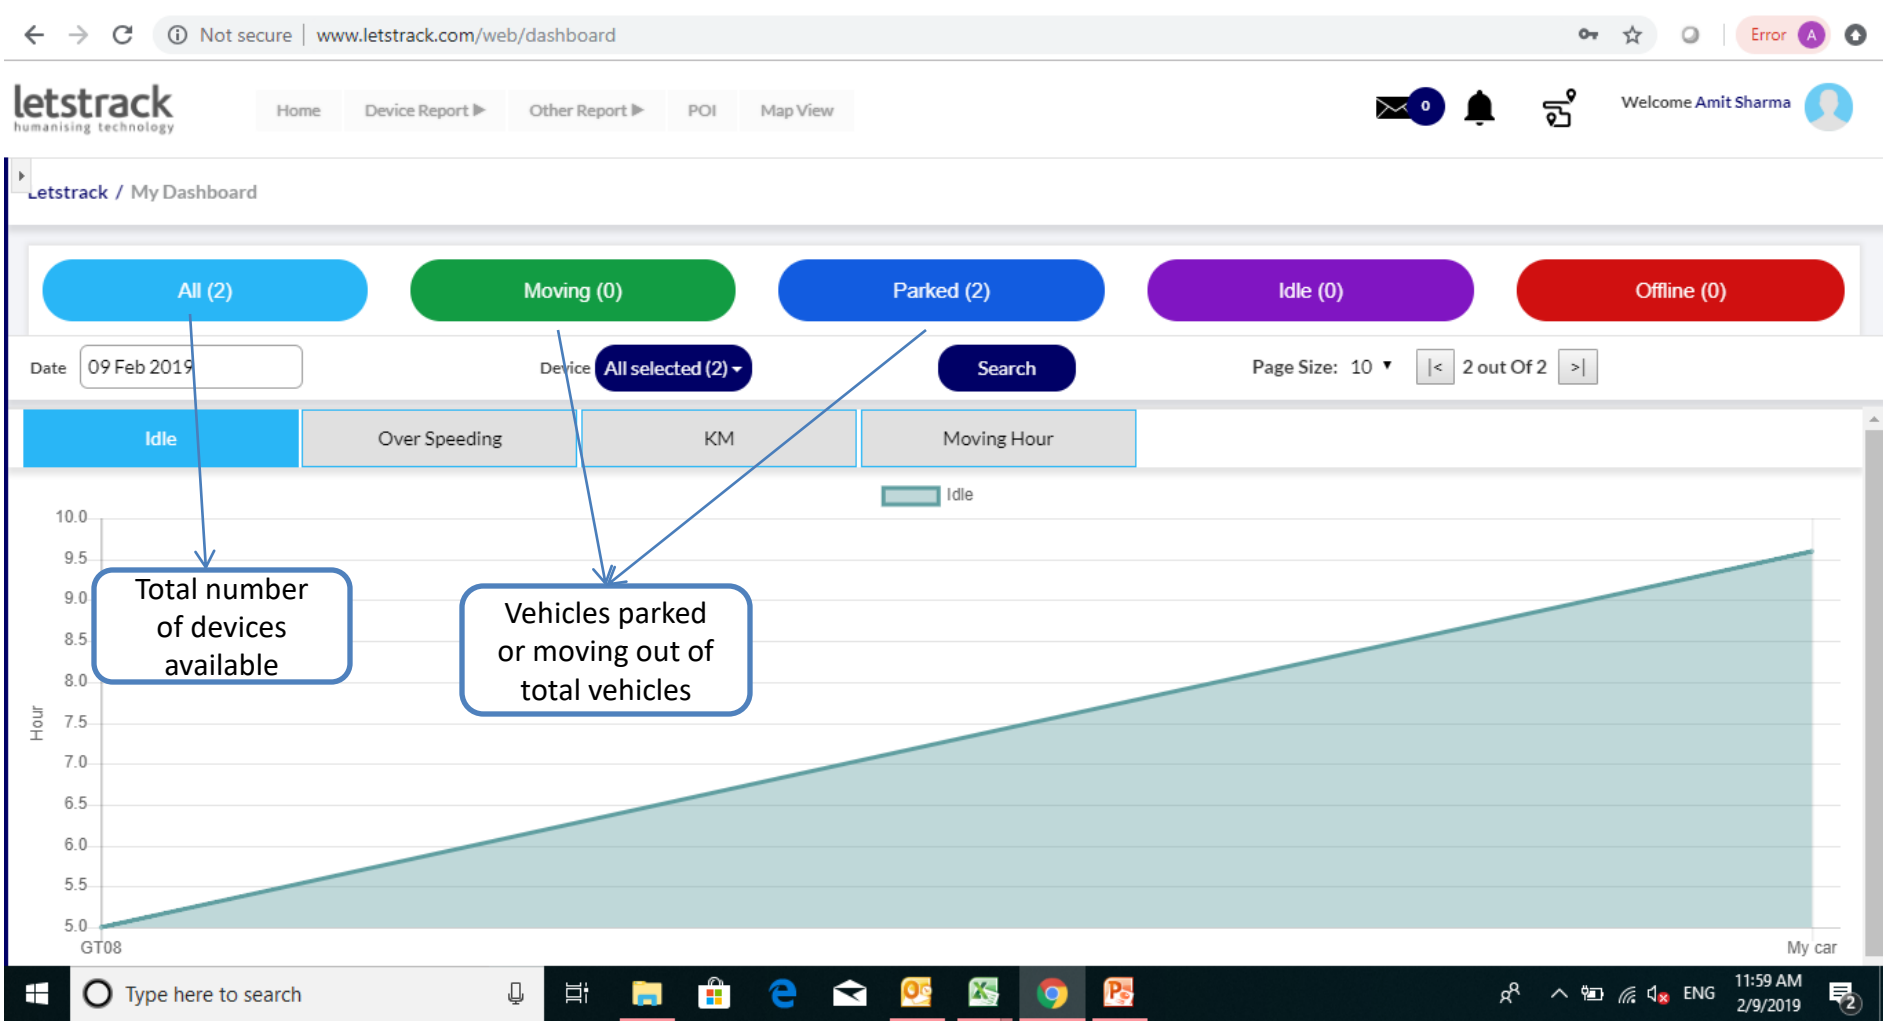 Not secure | www.letstrack.com/web/dashboard Error A
letstrack
humanising technology
Home Device Report ▶ Other Report ▶ POI Map View 0 Welcome Amit Sharma
Letstrack / My Dashboard
All (2) Moving (0) Parked (2) Idle (0) Offline (0)
Date 09 Feb 2019 Device All selected (2) Search Page Size: 10 ▼ |< 2 out Of 2 >|
Idle Over Speeding KM Moving Hour
Idle
10.0
9.5
9.0
8.5
8.0
7.5
7.0
6.5
6.0
5.5
5.0
Hour
Total number
of devices
available
Vehicles parked
or moving out of
total vehicles
GT08 My car
Type here to search ENG 11:59 AM
2/9/2019 2